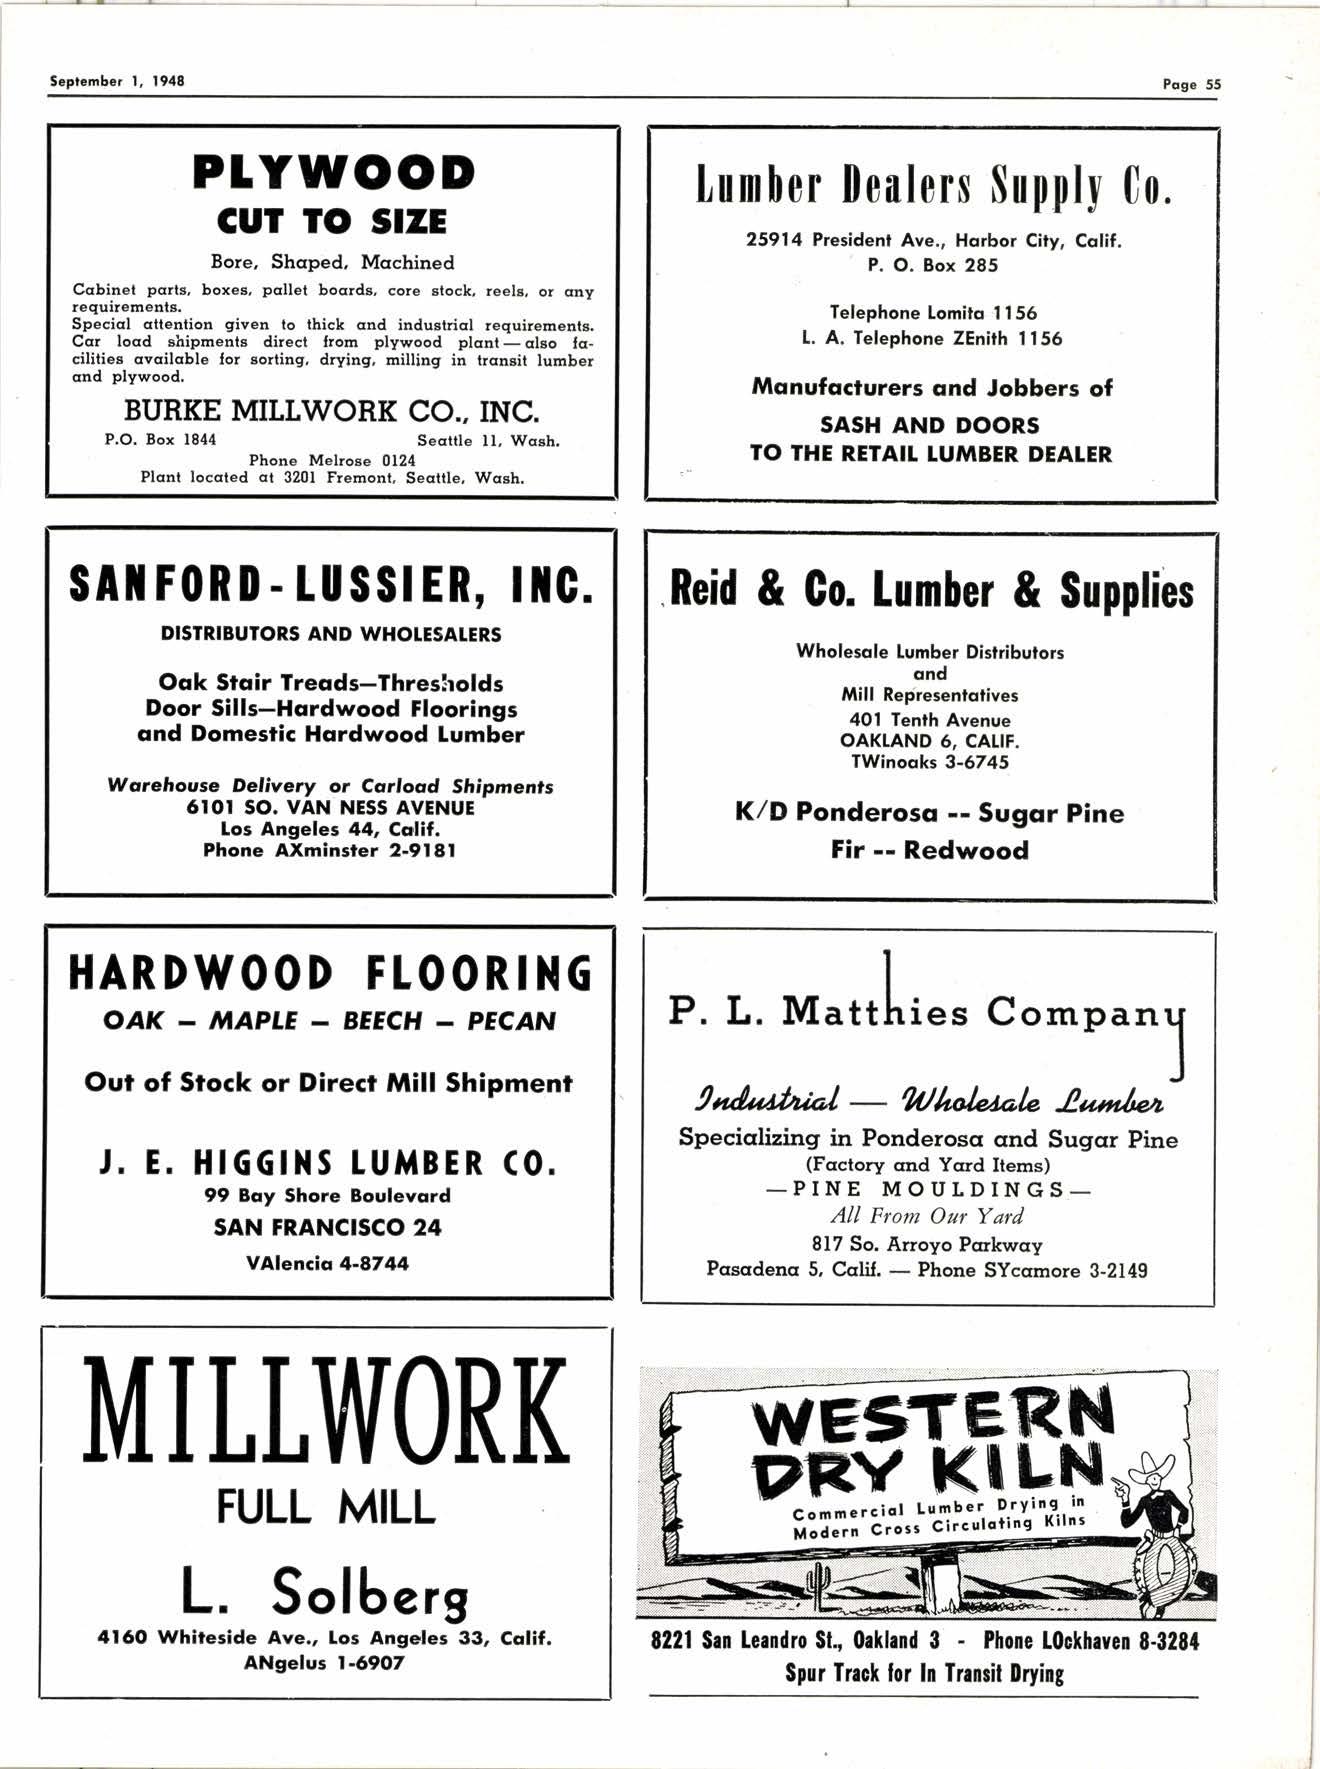 September 1, 1948
Page 55
PLYWOOD
CUT TO SIZE
Bore, Shaped, Machined
Cabinet parts, boxes, pallet boards, core stock, reels, or any
requirements.
Special attention given to thick and industrial requirements.
Car load shipments direct from plywood plant — also fa-
cilities available for sorting, drying, milling in transit lumber
and plywood.
BURKE MILLWORK CO., INC.
P.O. Box 1844 Seattle 11, Wash.
Phone Melrose 0124
Plant located at 3201 Fremont, Seattle, Wash.
Lumber Dealers Supply Co.
25914 President Ave., Harbor City, Calif.
P. O. Box 285
Telephone Lomita 1156
L. A. Telephone ZEnith 1156
Manufacturers and Jobbers of
SASH AND DOORS
TO THE RETAIL LUMBER DEALER
SANFORD-LUSSIER, INC.
DISTRIBUTORS AND WHOLESALERS
Oak Stair Treads—Thresholds
Door Sills—Hardwood Floorings
and Domestic Hardwood Lumber
Warehouse Delivery or Carload Shipments
6101 SO. VAN NESS AVENUE
Los Angeles 44, Calif.
Phone AXminster 2-9181
Reid & Co. Lumber & Supplies
Wholesale Lumber Distributors
and
Mill Representatives
401 Tenth Avenue
OAKLAND 6, CALIF.
TWinoaks 3-6745
K/D Ponderosa -- Sugar Pine
Fir -- Redwood
HARDWOOD FLOORING
OAK — MAPLE — BEECH — PECAN
Out of Stock or Direct Mill Shipment
J. E. HIGGINS LUMBER CO.
99 Bay Shore Boulevard
SAN FRANCISCO 24
VAlencia 4-8744
P. L. Matthies Company
Industrial — Wholesale Lumber
Specializing in Ponderosa and Sugar Pine
(Factory and Yard Items)
—PINE MOULDINGS—
All From Our Yard
817 So. Arroyo Parkway
Pasadena 5, Calif. — Phone SYcamore 3-2149
MILLWORK
FULL MILL
L. Solberg
4160 Whiteside Ave., Los Angeles 33, Calif.
ANgelus 1-6907
WESTERN
DRY KILN
Commercial Lumber Drying in
Modern Cross Circulating Kilns
8221 San Leandro St., Oakland 3 - Phone LOckhaven 8-3284
Spur Track for In Transit Drying